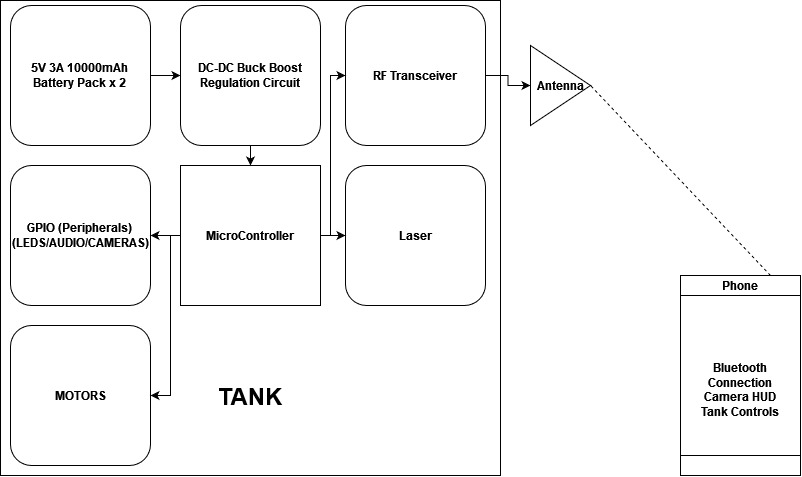 5V 3A 10000mAh
Battery Pack x 2
DC-DC Buck Boost
Regulation Circuit
RF Transceiver
Antenna
GPIO (Peripherals)
(LEDS/AUDIO/CAMERAS)
MicroController
Laser
Phone
Bluetooth
Connection
Camera HUD
Tank Controls
MOTORS
TANK